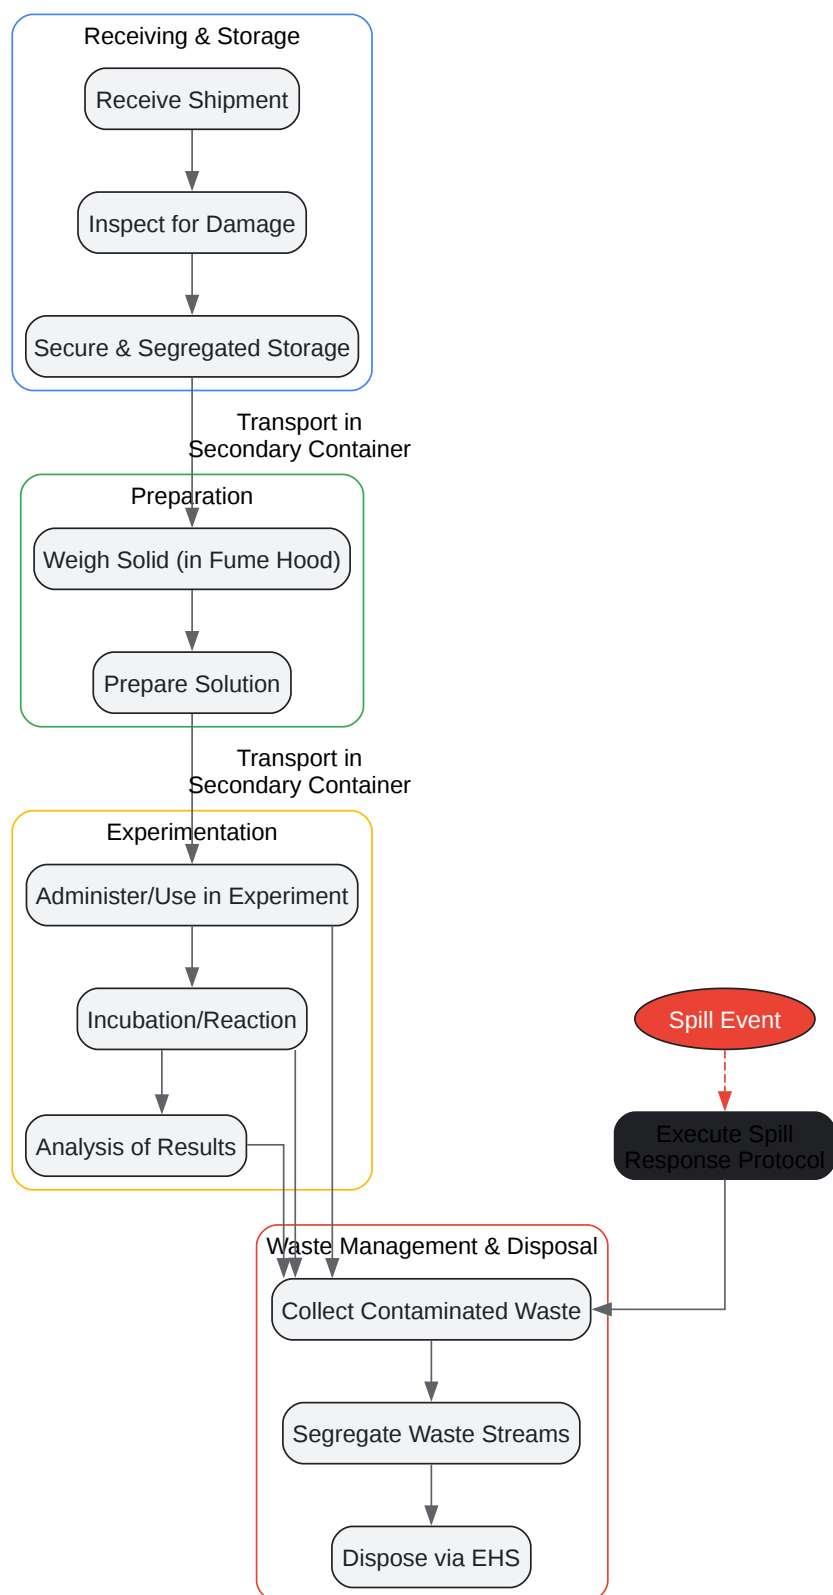 Receiving & Storage
Receive Shipment
Inspect for Damage
Secure & Segregated Storage
Transport in
Secondary Container
Preparation
Weigh Solid (in Fume Hood)
Prepare Solution
Transport in
Secondary Container
Experimentation
Administer/Use in Experiment
Incubation/Reaction
Analysis of Results
Spill Event
Execute Spill
Response Protocol
Waste Management & Disposal
Collect Contaminated Waste
Segregate Waste Streams
Dispose via EHS